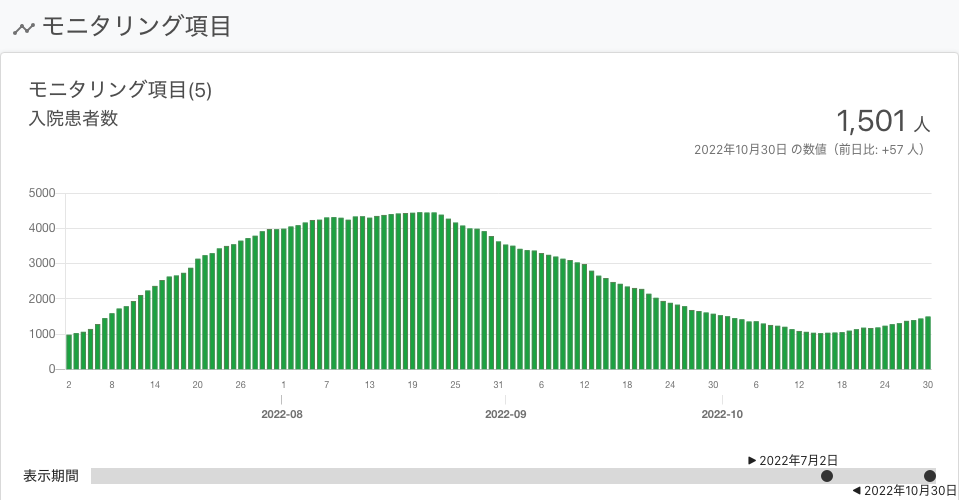 モニタリング項目
モニタリング項目(5)
入院患者数
1,501 人
2022年10月30日 の数値（前日比: +57 人）
5000
4000
3000
2000
1000
0
2 8 14 20 26 1 7 13 19 25 31 6 12 18 24 30 6 12 18 24 30
2022-08 2022-09 2022-10
▶ 2022年7月2日
表示期間
◀ 2022年10月30日